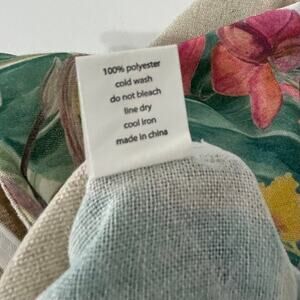 100% polyester
cold wash
do not bleach
line dry
cool iron
made in china